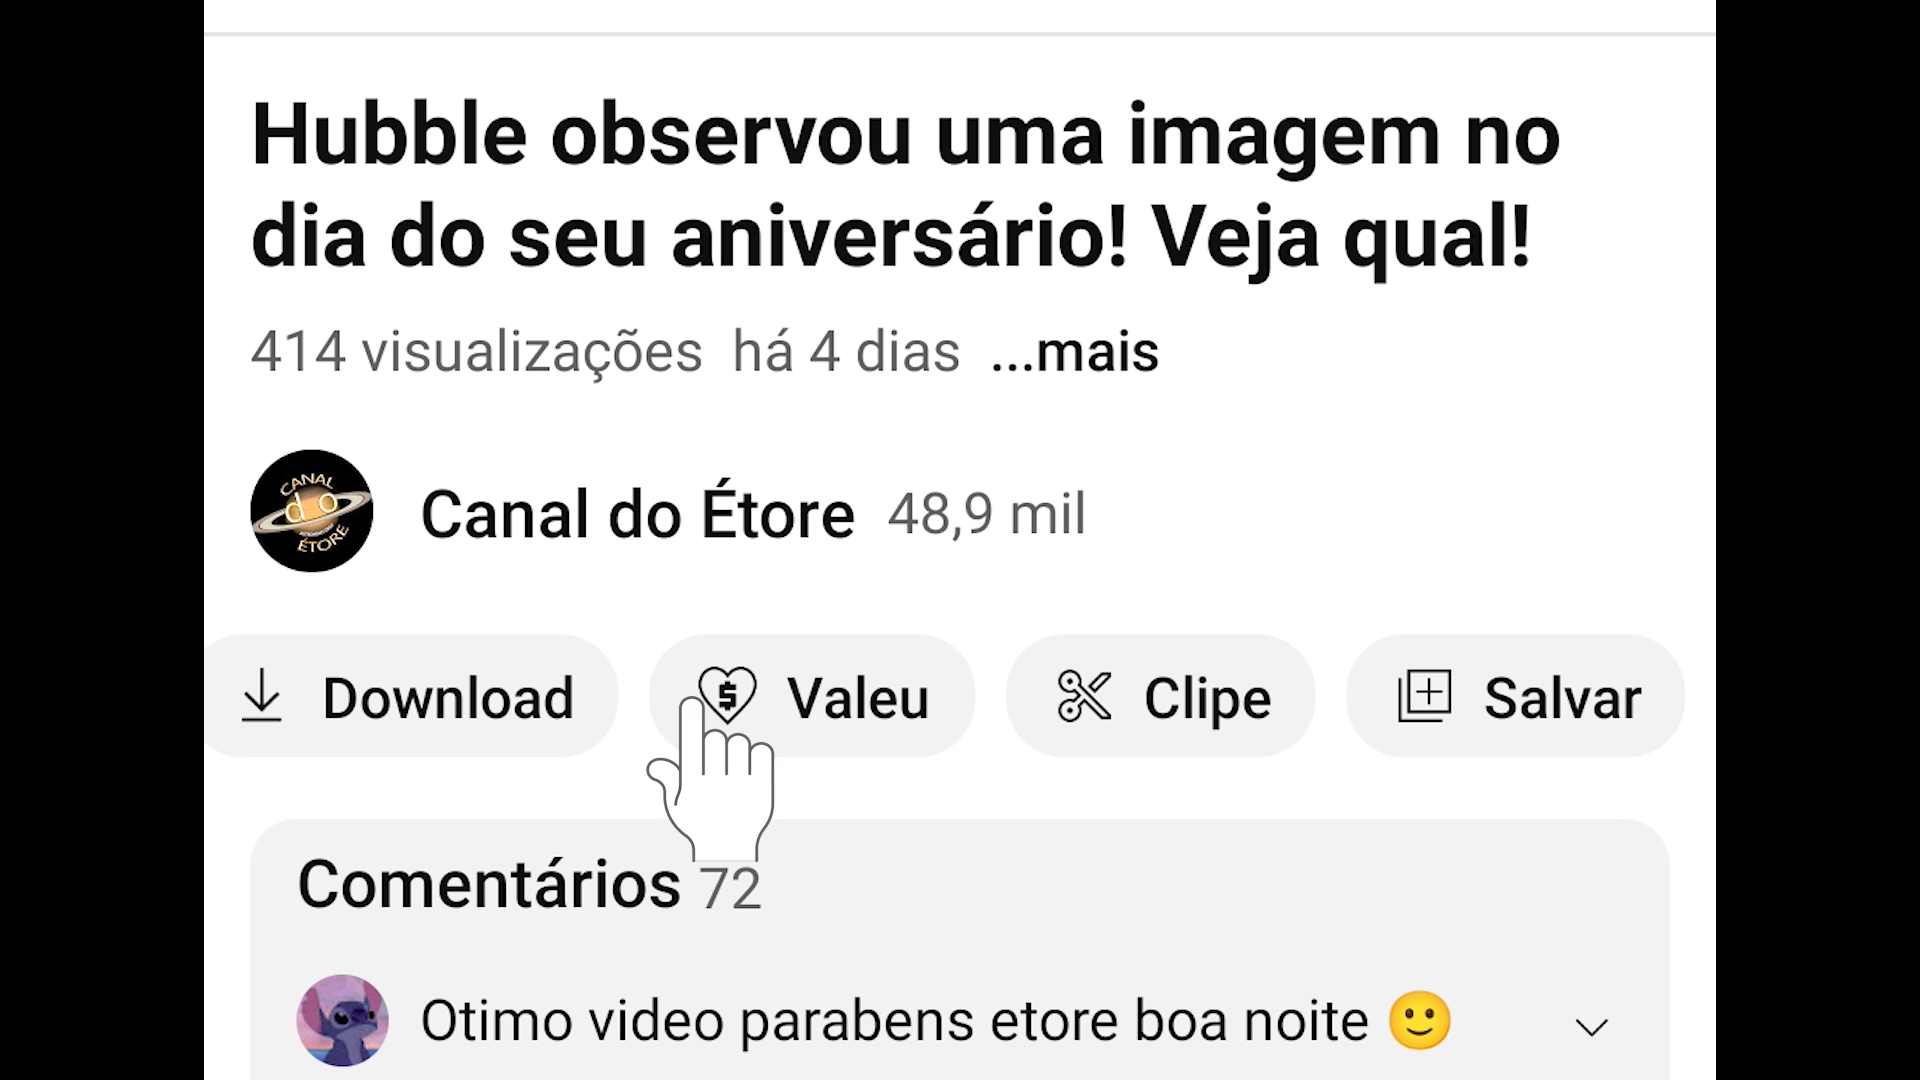 Hubble observou uma imagem no
dia do seu aniversário! Veja qual!
414 visualizações há 4 dias ...mais
CANAL
do
ÉTORE
Canal do Étore 48,9 mil
Download Valeu Clipe Salvar
Comentários 72
Otimo video parabens etore boa noite 🙂